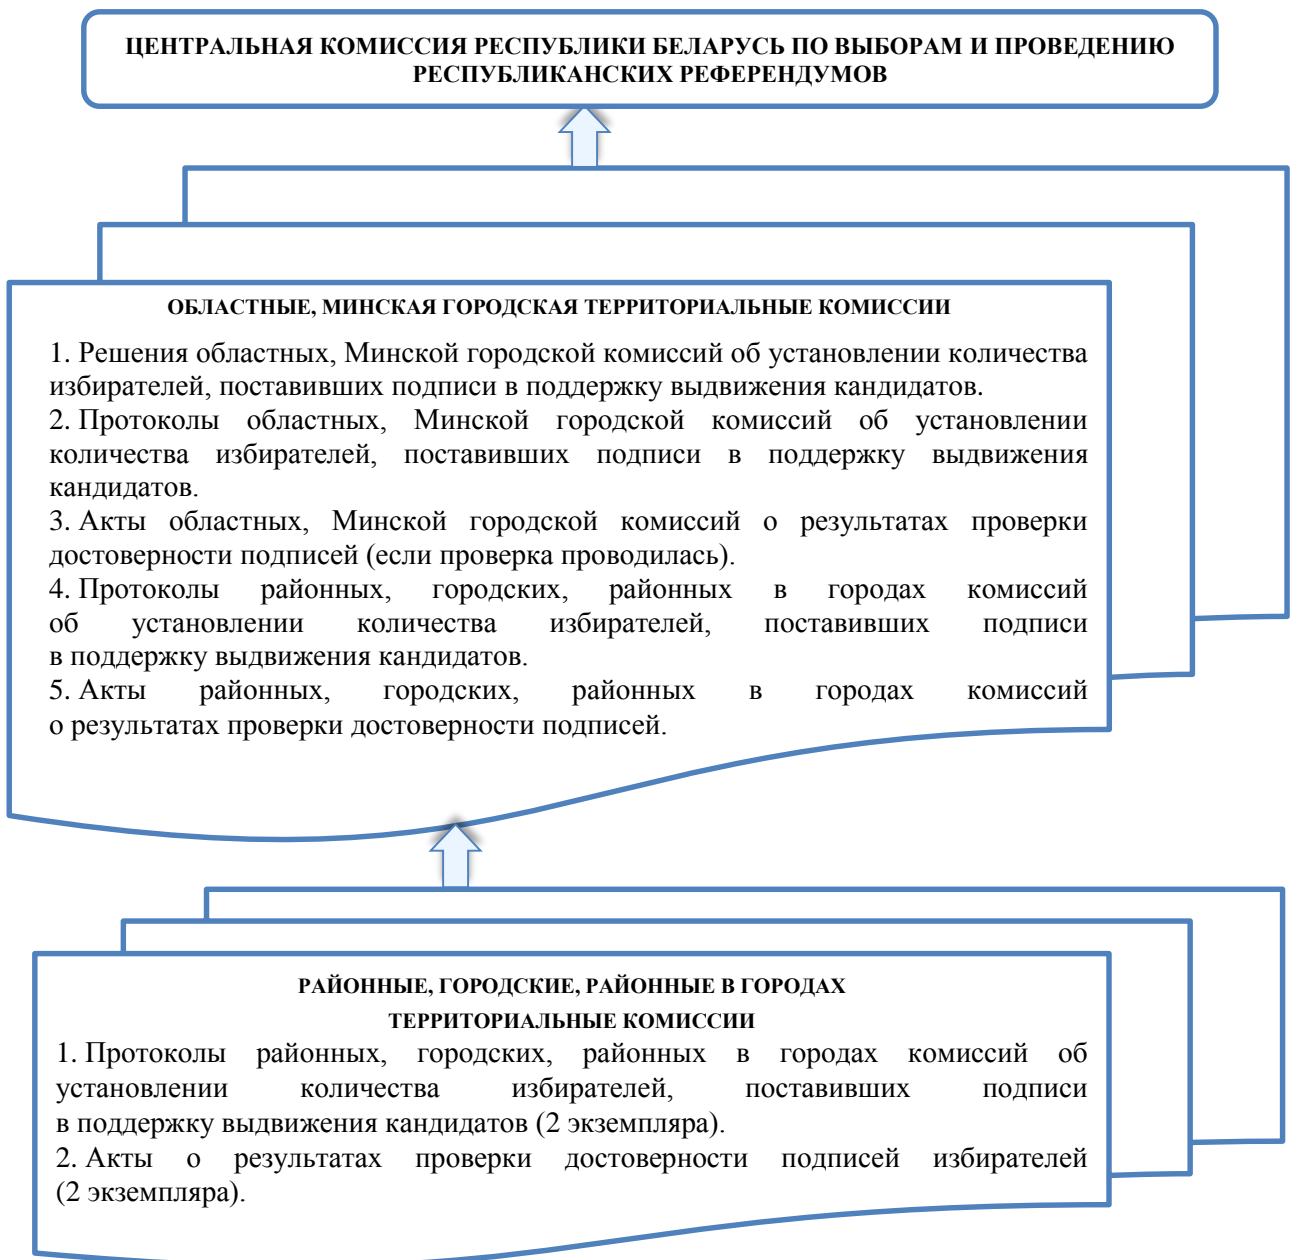 ЦЕНТРАЛЬНАЯ КОМИССИЯ РЕСПУБЛИКИ БЕЛАРУСЬ ПО ВЫБОРАМ И ПРОВЕДЕНИЮ
РЕСПУБЛИКАНСКИХ РЕФЕРЕНДУМОВ
ОБЛАСТНЫЕ, МИНСКАЯ ГОРОДСКАЯ ТЕРРИТОРИАЛЬНЫЕ КОМИССИИ
1. Решения областных, Минской городской комиссий об установлении количества
избирателей, поставивших подписи в поддержку выдвижения кандидатов.
2. Протоколы областных, Минской городской комиссий об установлении
количества избирателей, поставивших подписи в поддержку выдвижения
кандидатов.
3. Акты областных, Минской городской комиссий о результатах проверки
достоверности подписей (если проверка проводилась).
4. Протоколы районных, городских, районных в городах комиссий
об установлении количества избирателей, поставивших подписи
в поддержку выдвижения кандидатов.
5. Акты районных, городских, районных в городах комиссий
о результатах проверки достоверности подписей.
РАЙОННЫЕ, ГОРОДСКИЕ, РАЙОННЫЕ В ГОРОДАХ
ТЕРРИТОРИАЛЬНЫЕ КОМИССИИ
1. Протоколы районных, городских, районных в городах комиссий об
установлении количества избирателей, поставивших подписи
в поддержку выдвижения кандидатов (2 экземпляра).
2. Акты о результатах проверки достоверности подписей избирателей
(2 экземпляра).